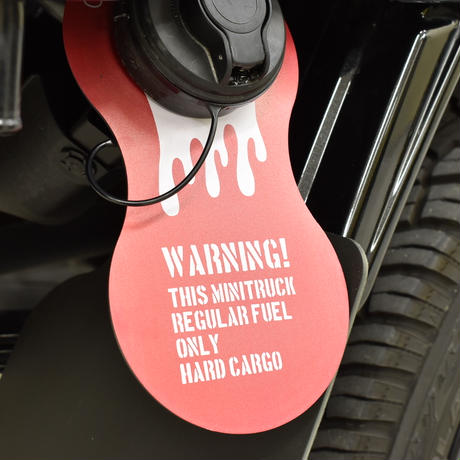 WARNING!
THIS MINITRUCK
REGULAR FUEL
ONLY
HARD CARGO